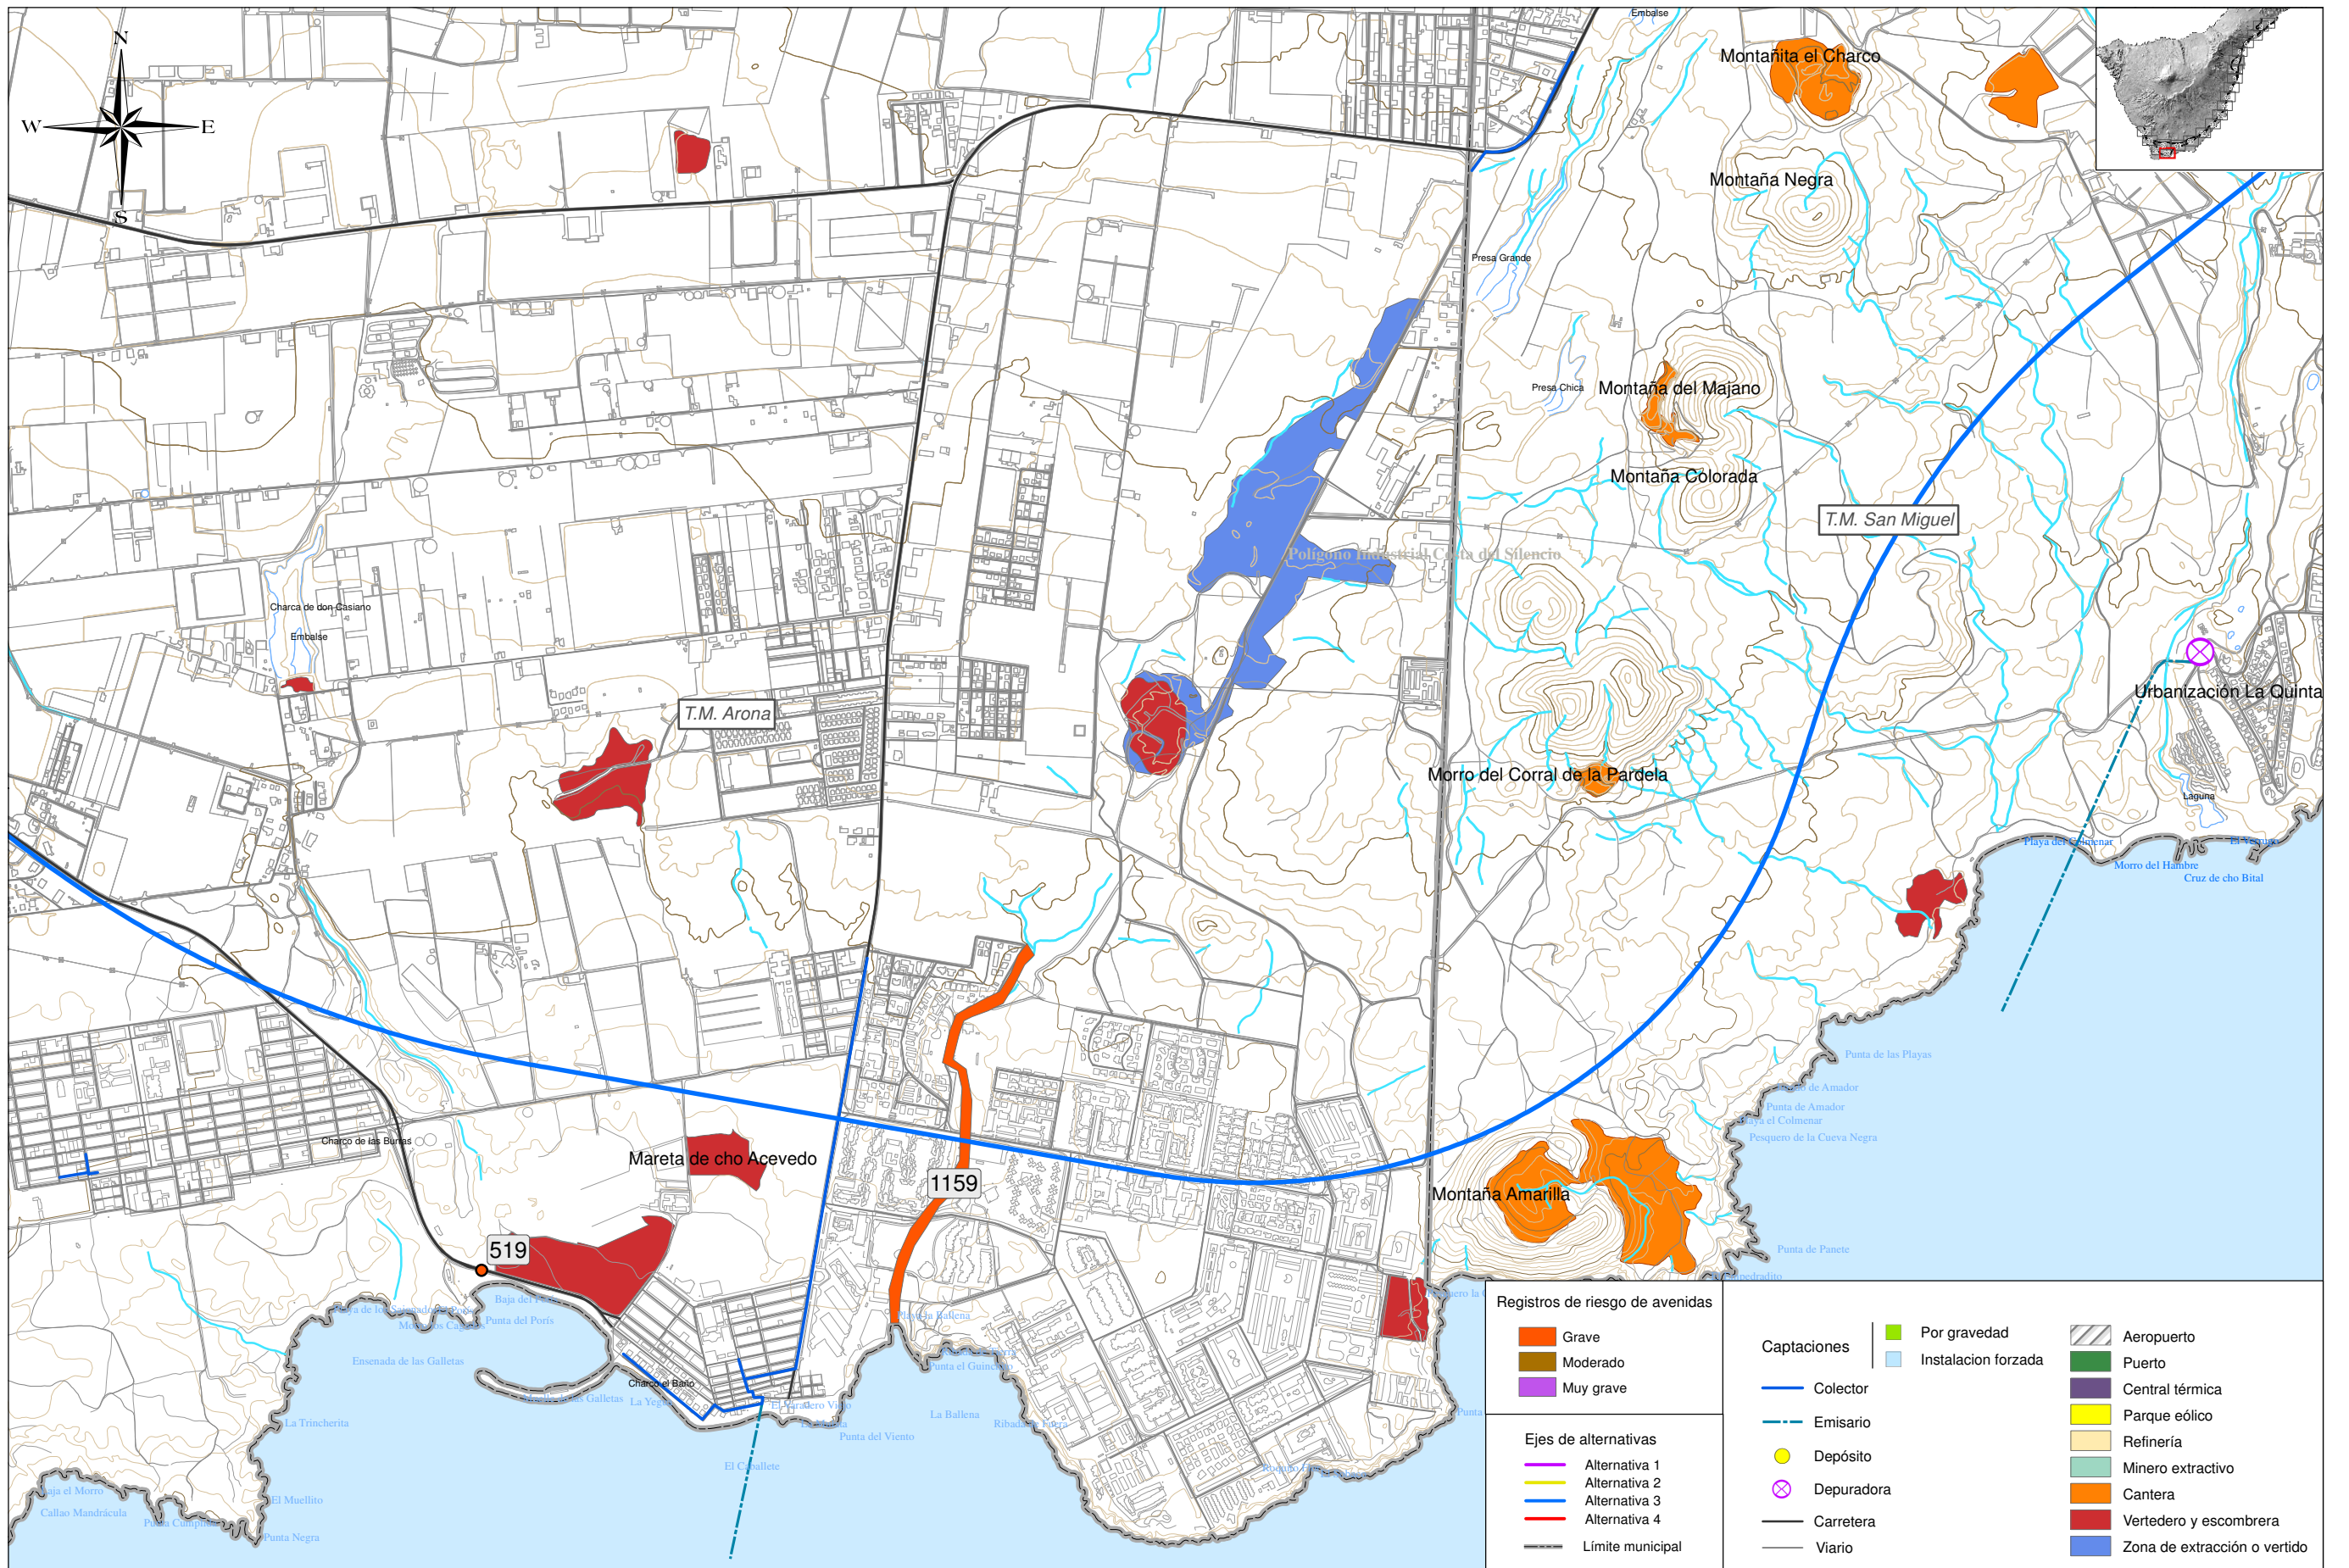 N
W
E
S
Embalse
Montañita el Charco
Montaña Negra
Presa Grande
Presa Chica
Montaña del Majano
Montaña Colorada
T.M. San Miguel
Polígono Industrial Costa del Silencio
Charca de don Casiano
Embalse
T.M. Arona
Urbanización La Quinta
Morro del Corral de la Pardela
Laguna
Playa del Colmenar
Morro del Hambre
Cruz de cho Bital
Punta de las Playas
de Amador
Punta de Amador
el Colmenar
Pesquero de la Cueva Negra
Charco de las Burras
Mareta de cho Acevedo
1159
Montaña Amarilla
519
Punta de Panete
Baja del
Punta del Porís
Ensenada de las Galletas
Playa la Ballena
Punta el Guincho
Charco el Baño
las Galletas
La Yegua
La Trincherita
Punta del Viento
La Ballena
Punta
El Caballete
Baja el Morro
Callao Mandrácula
El Muellito
Punta Negra
Registros de riesgo de avenidas
Grave
Moderado
Muy grave
Ejes de alternativas
Alternativa 1
Alternativa 2
Alternativa 3
Alternativa 4
Límite municipal
Captaciones
Por gravedad
Instalacion forzada
Colector
Emisario
Depósito
Depuradora
Carretera
Viario
Aeropuerto
Puerto
Central térmica
Parque eólico
Refinería
Minero extractivo
Cantera
Vertedero y escombrera
Zona de extracción o vertido